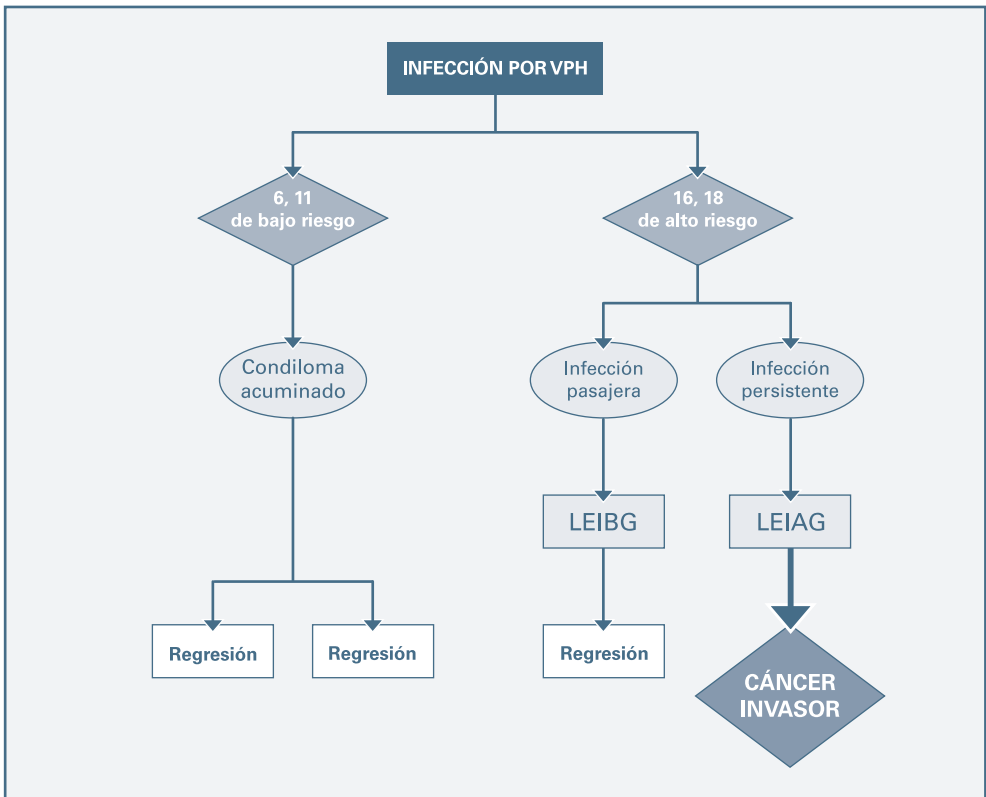 INFECCIÓN POR VPH
6, 11
de bajo riesgo
16, 18
de alto riesgo
Condiloma
acuminado
Infección
pasajera
Infección
persistente
LEIBG
LEIAG
Regresión
Regresión
Regresión
CÁNCER
INVASOR